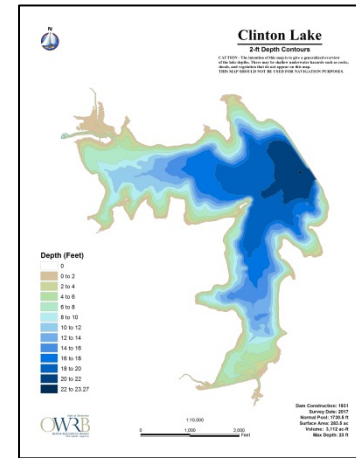 Clinton Lake
2-ft Depth Contours
CAUTION - The intention of this map is to give a generalized overview
of the lake depths. There may be shallow underwater hazards such as rocks,
shoals, and vegetation that do not appear on this map.
THIS MAP SHOULD NOT BE USED FOR NAVIGATION PURPOSES.
Depth (Feet)
0
0 to 2
2 to 4
4 to 6
6 to 8
8 to 10
10 to 12
12 to 14
14 to 16
16 to 18
18 to 20
20 to 22
22 to 23.27
OWRB
1:10,000
0
1,000
2,000
Feet
Dam Construction: 1931
Survey Date: 2017
Surface Area: 283.5 ac
Volume: 3,112 ac-ft
Max Depth: 23 ft